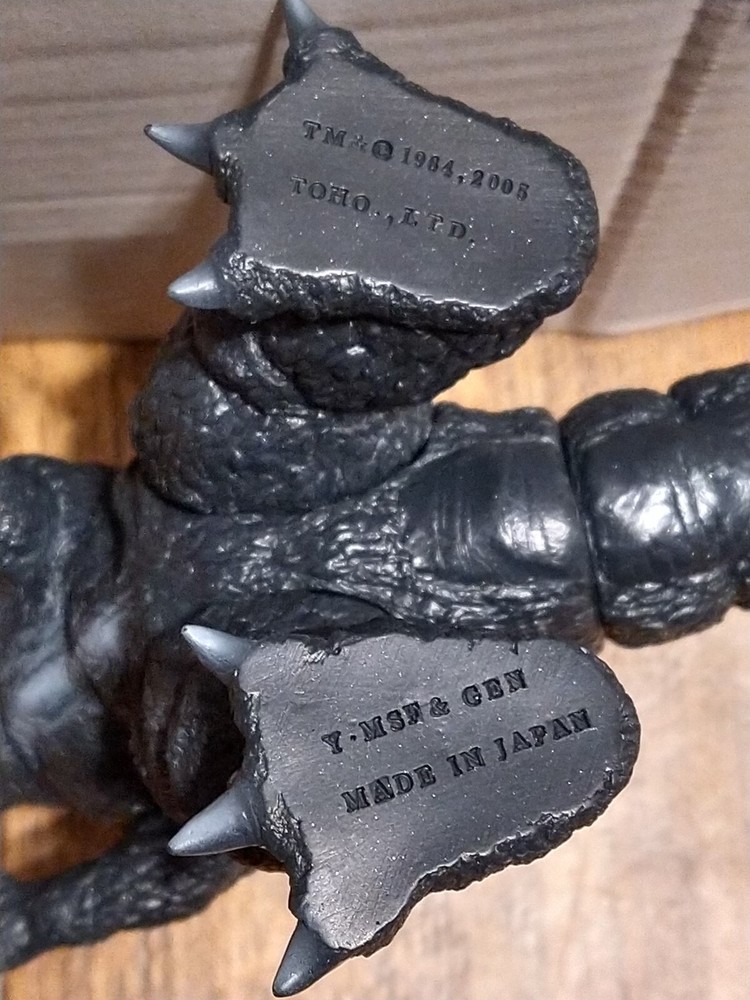 TM & © 1984, 2005
TOHO., LTD.
Y·MSF & GEN
MADE IN JAPAN